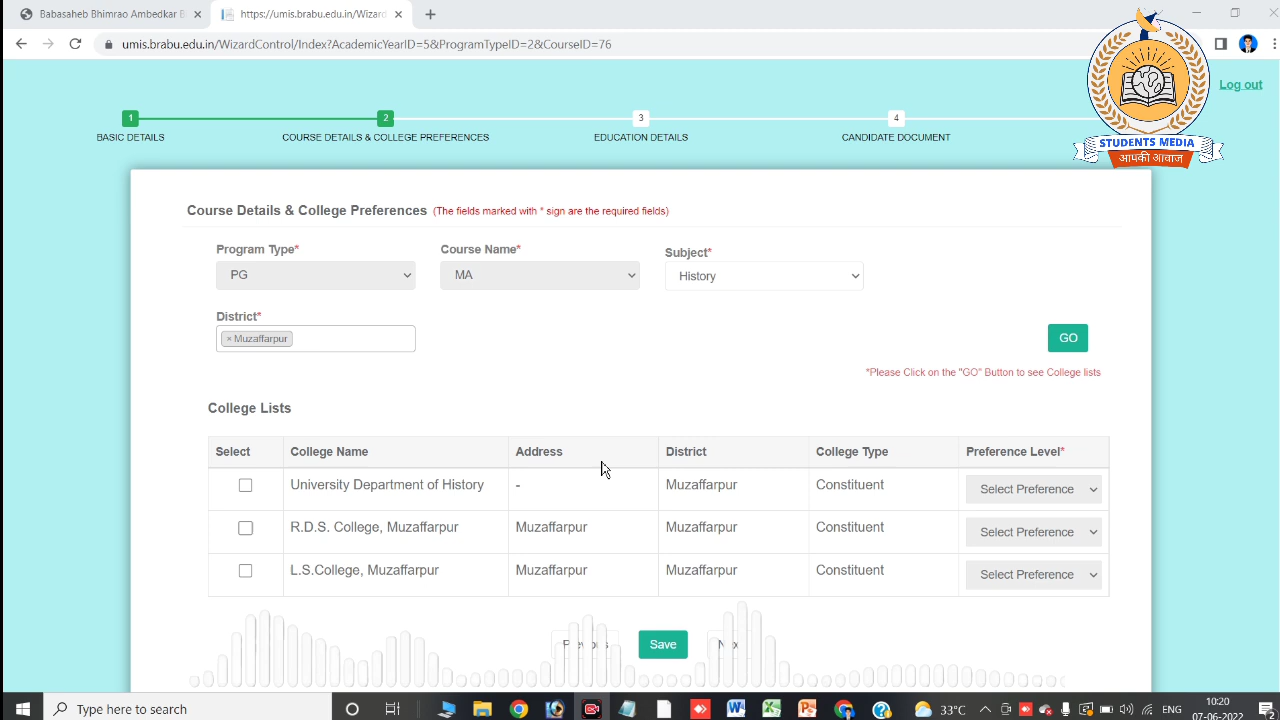 Babasaheb Bhimrao Ambedkar B
https://umis.brabu.edu.in/Wizard
umis.brabu.edu.in/WizardControl/Index?AcademicYearID=5&ProgramTypeID=2&CourseID=76
Log out
STUDENTS MEDIA
आपकी आवाज
1 2 3 4
BASIC DETAILS COURSE DETAILS & COLLEGE PREFERENCES EDUCATION DETAILS CANDIDATE DOCUMENT
Course Details & College Preferences (The fields marked with * sign are the required fields)
Program Type* Course Name* Subject*
PG MA History
District*
× Muzaffarpur GO
*Please Click on the "GO" Button to see College lists
College Lists
Select College Name Address District College Type Preference Level*
University Department of History - Muzaffarpur Constituent Select Preference
R.D.S. College, Muzaffarpur Muzaffarpur Muzaffarpur Constituent Select Preference
L.S.College, Muzaffarpur Muzaffarpur Muzaffarpur Constituent Select Preference
Save
Type here to search 33°C ENG 10:20
07-06-2022